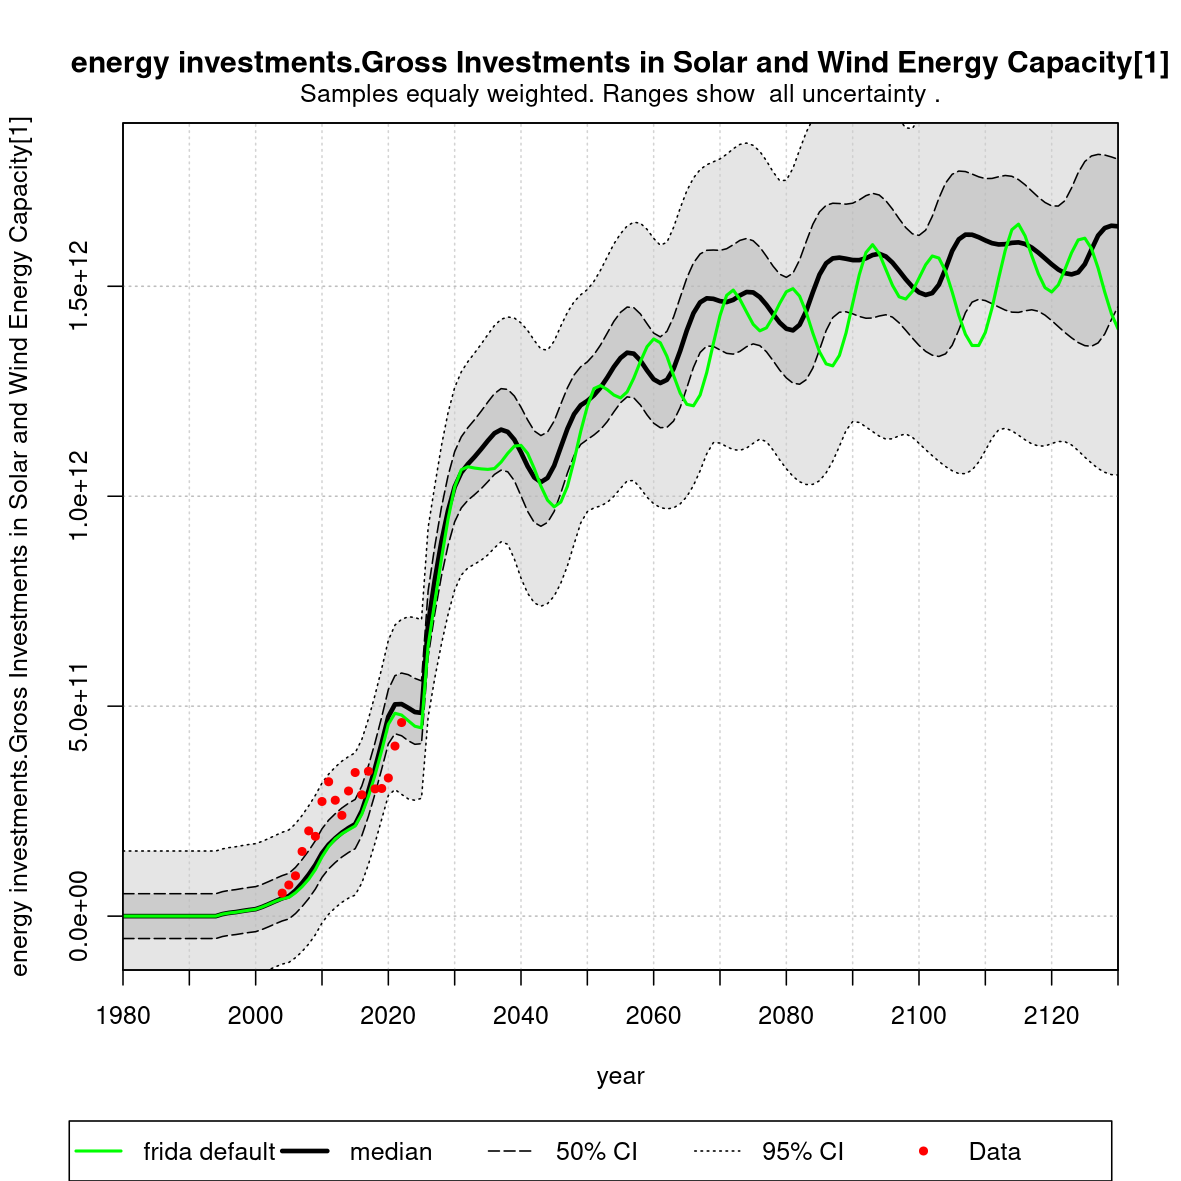 energy investments.Gross Investments in Solar and Wind Energy Capacity[1]
Samples equaly weighted. Ranges show  all uncertainty .
energy investments.Gross Investments in Solar and Wind Energy Capacity[1]
1.5e+12
1.0e+12
5.0e+11
0.0e+00
1980 2000 2020 2040 2060 2080 2100 2120
year
frida default median 50% CI 95% CI Data